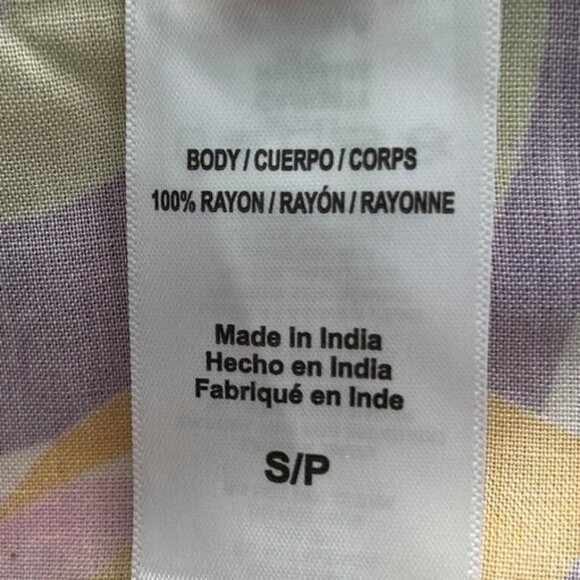 BODY / CUERPO / CORPS
100% RAYON / RAYÓN / RAYONNE
Made in India
Hecho en India
Fabriqué en Inde
S/P